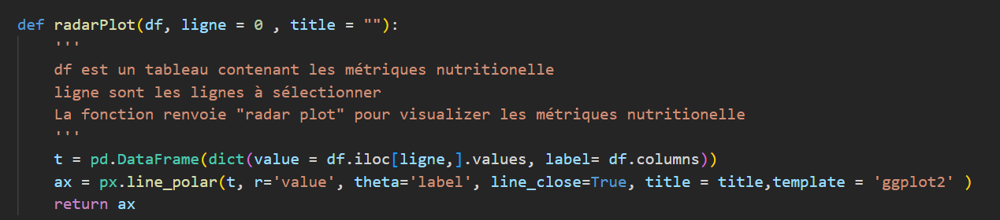 def radarPlot(df, ligne = 0 , title = ""):
    '''
    df est un tableau contenant les métriques nutritionelle
    ligne sont les lignes à sélectionner
    La fonction renvoie "radar plot" pour visualizer les métriques nutritionelle
    '''
    t = pd.DataFrame(dict(value = df.iloc[ligne,].values, label= df.columns))
    ax = px.line_polar(t, r='value', theta='label', line_close=True, title = title,template = 'ggplot2' )
    return ax